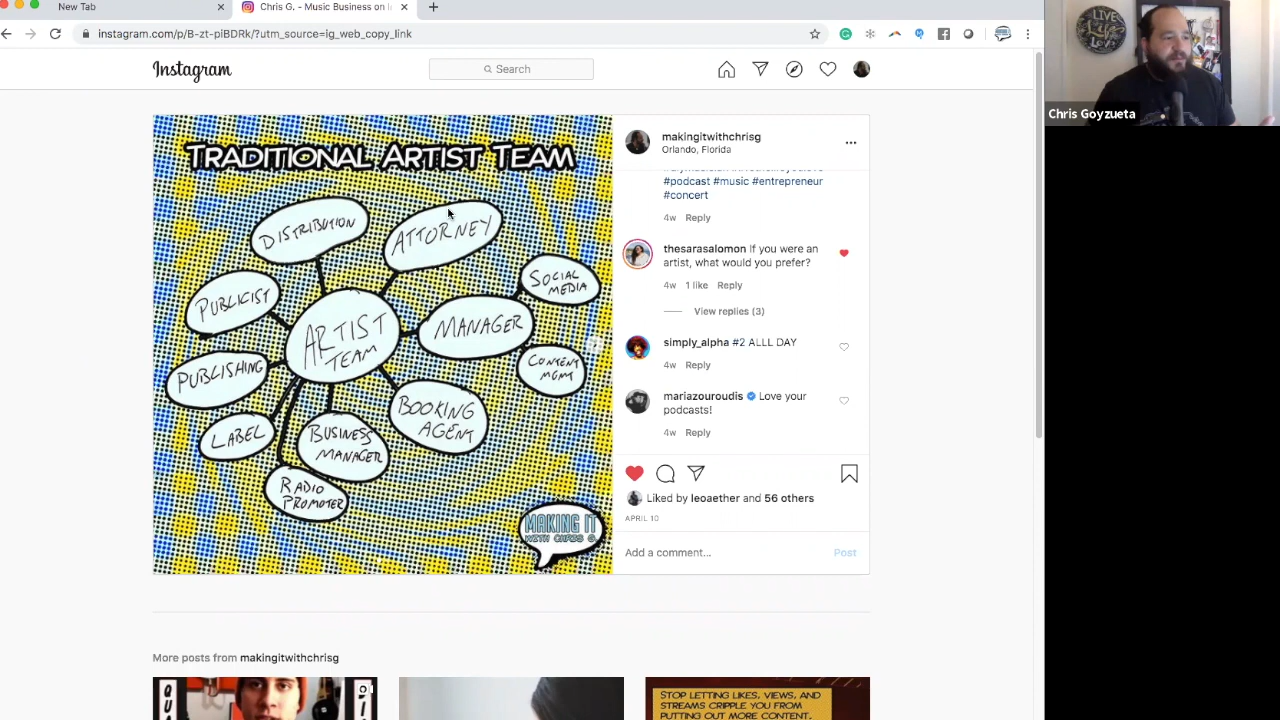 New Tab
Chris G. - Music Business on I
instagram.com/p/B-zt-piBDRk/?utm_source=ig_web_copy_link
LIVE
Life
LOVE
Chris Goyzueta
Instagram
Search
TRADITIONAL ARTIST TEAM
DISTRIBUTION
ATTORNEY
PUBLICIST
ARTIST
TEAM
MANAGER
SOCIAL
MEDIA
CONTENT
MGMT
PUBLISHING
BOOKING
AGENT
LABEL
BUSINESS
MANAGER
RADIO
PROMOTER
MAKING IT
WITH CHRIS G.
makingitwithchrisg
Orlando, Florida
#podcast #music #entrepreneur
#concert
4w Reply
thesarasalomon If you were an
artist, what would you prefer?
4w 1 like Reply
View replies (3)
simply_alpha #2 ALLL DAY
4w Reply
mariazouroudis Love your
podcasts!
4w Reply
Liked by leoaether and 56 others
APRIL 10
Add a comment... Post
More posts from makingitwithchrisg
STOP LETTING LIKES, VIEWS, AND
STREAMS CRIPPLE YOU FROM
PUTTING OUT MORE CONTENT.